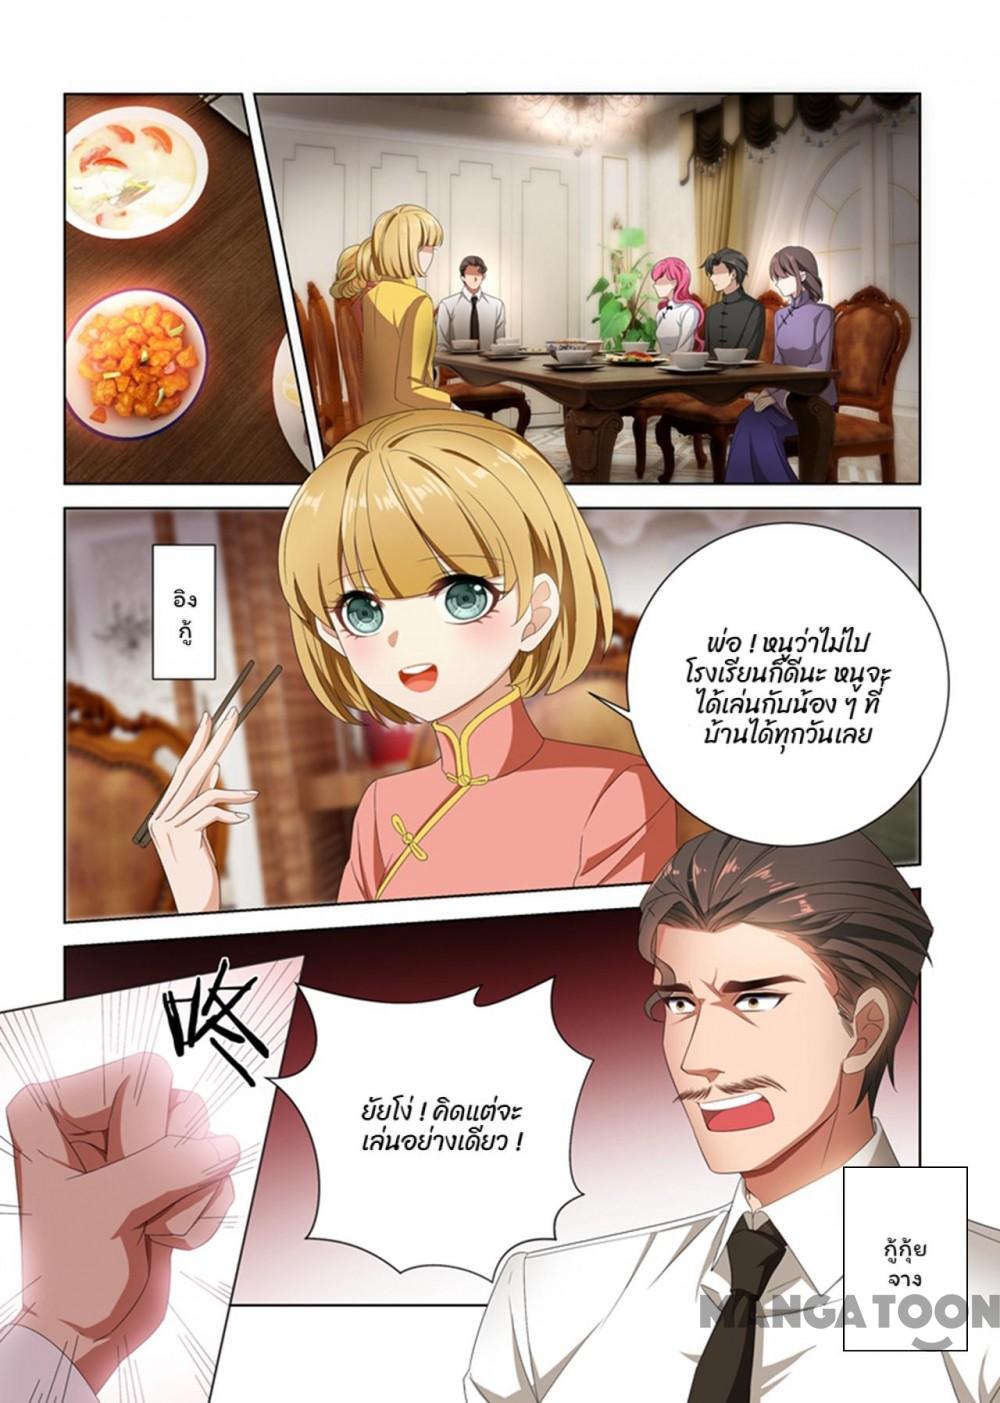 อิง
กู้
พ่อ ! หนูว่าไม่ไป
โรงเรียนก็ดีนะ หนูจะ
ได้เล่นกับน้อง ๆ ที่
บ้านได้ทุกวันเลย
咚
ยัยโง่ ! คิดแต่จะ
เล่นอย่างเดียว !
กู้กุ้ย
จาง
MANGATOON